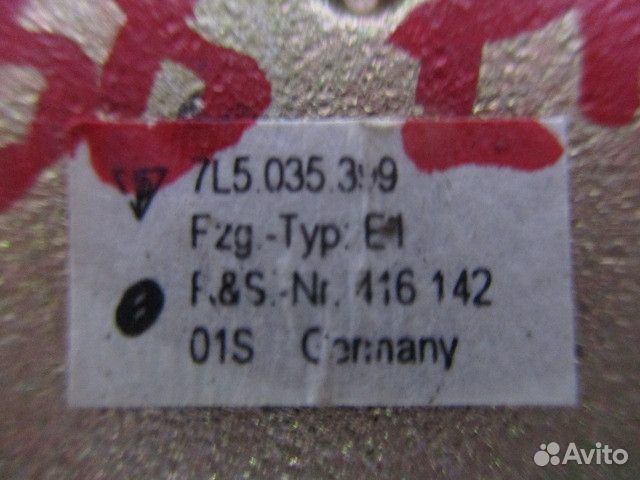 7L5.035.399
Fzg.-Typ: E1
R&S.-Nr. 416 142
01S Germany
Avito